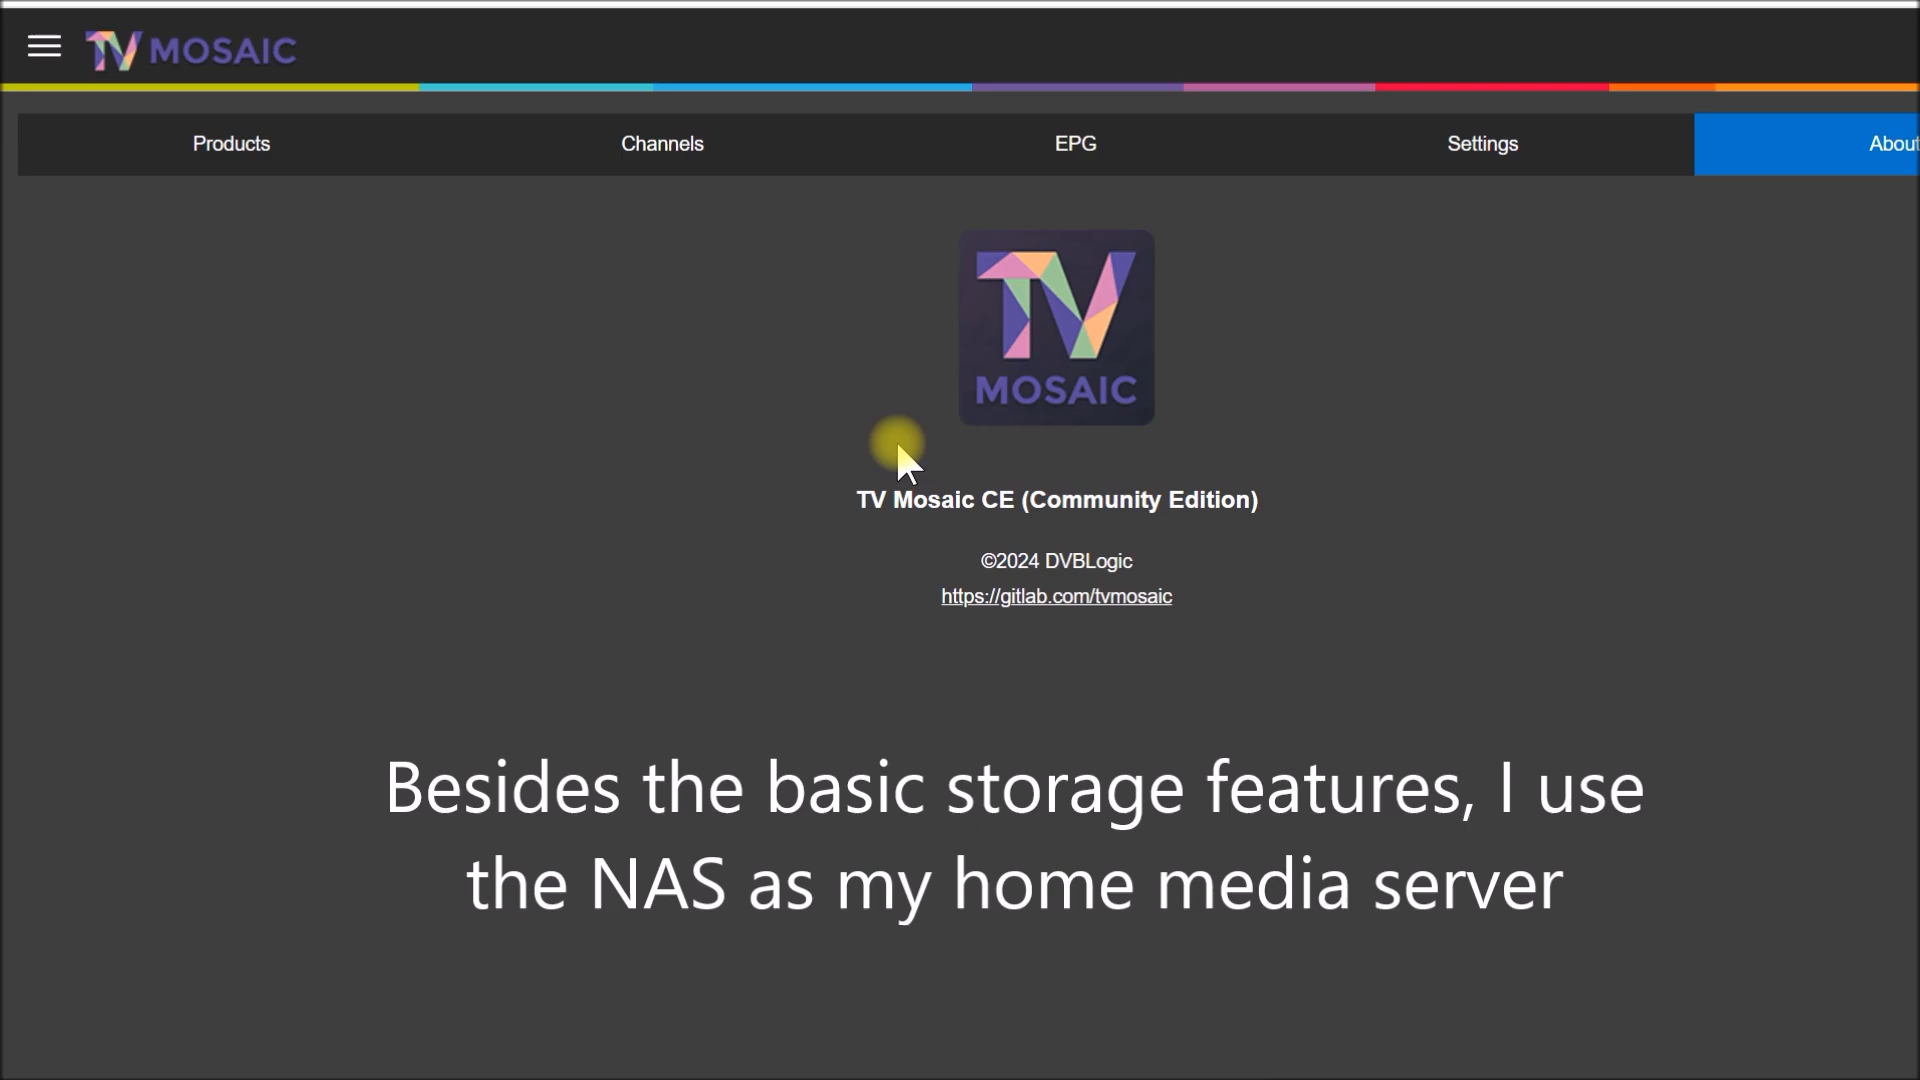 TV MOSAIC
Products Channels EPG Settings About
TV
MOSAIC
TV Mosaic CE (Community Edition)
©2024 DVBLogic
https://gitlab.com/tvmosaic
Besides the basic storage features, I use
the NAS as my home media server